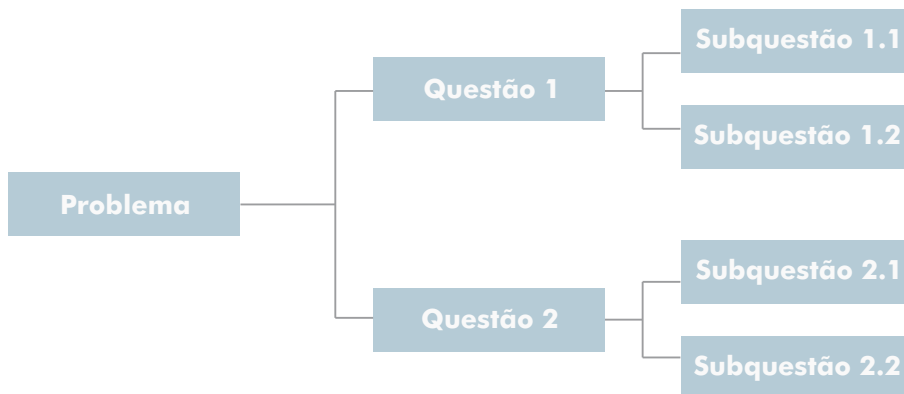 Problema
Questão 1
Subquestão 1.1
Subquestão 1.2
Questão 2
Subquestão 2.1
Subquestão 2.2